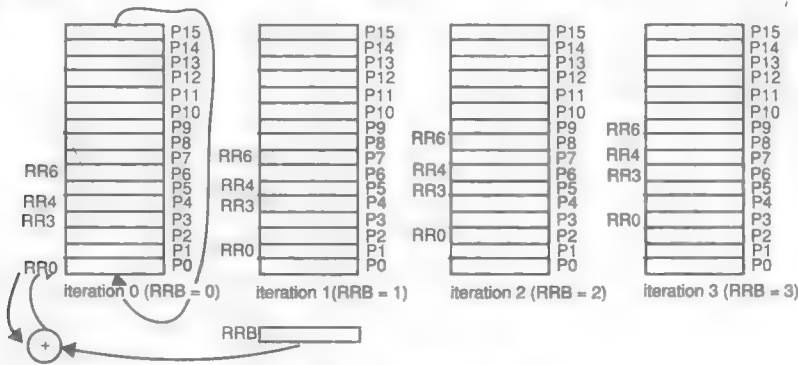 P15 P15 P15 P15
P14 P14 P14 P14
P13 P13 P13 P13
P12 P12 P12 P12
P11 P11 P11 P11
P10 P10 P10 P10
RR6 P9 P9 P9 RR6 P9
P8 P8 RR6 P8 P8
P7 RR6 P7 P7 RR4 P7
RR6 P6 P6 RR4 P6 RR3 P6
P5 RR4 P5 RR3 P5 P5
RR4 P4 RR3 P4 P4 P4
RR3 P3 P3 P3 RR0 P3
P2 P2 RR0 P2 P2
P1 RR0 P1 P1 P1
RR0 P0 P0 P0 P0
iteration 0 (RRB = 0) iteration 1(RRB = 1) iteration 2 (RRB = 2) iteration 3 (RRB = 3)
RRB
+